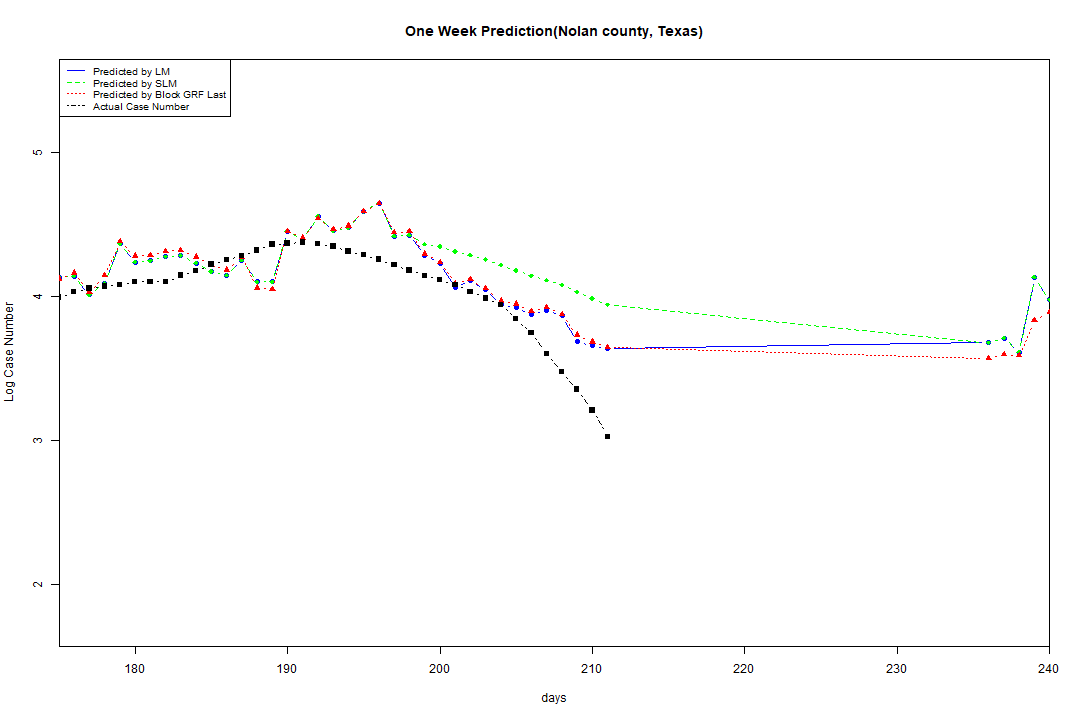 One Week Prediction(Nolan county, Texas)
Predicted by LM
Predicted by SLM
Predicted by Block GRF Last
Actual Case Number
5
4
3
2
Log Case Number
180 190 200 210 220 230 240
days